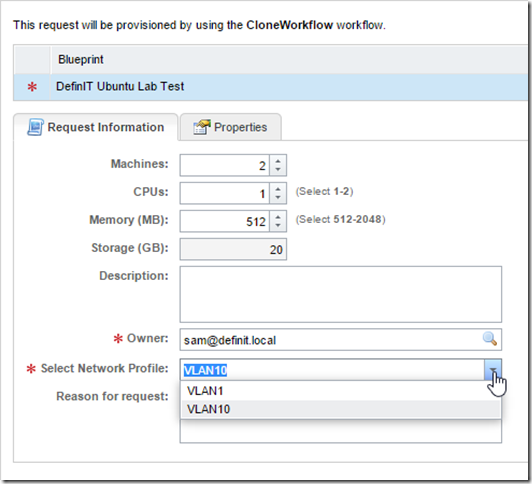 This request will be provisioned by using the CloneWorkflow workflow.
Blueprint
* DefinIT Ubuntu Lab Test
Request Information Properties
Machines: 2
CPUs: 1 (Select 1-2)
Memory (MB): 512 (Select 512-2048)
Storage (GB): 20
Description:
* Owner: sam@definit.local
* Select Network Profile: VLAN10
VLAN1
Reason for request: VLAN10